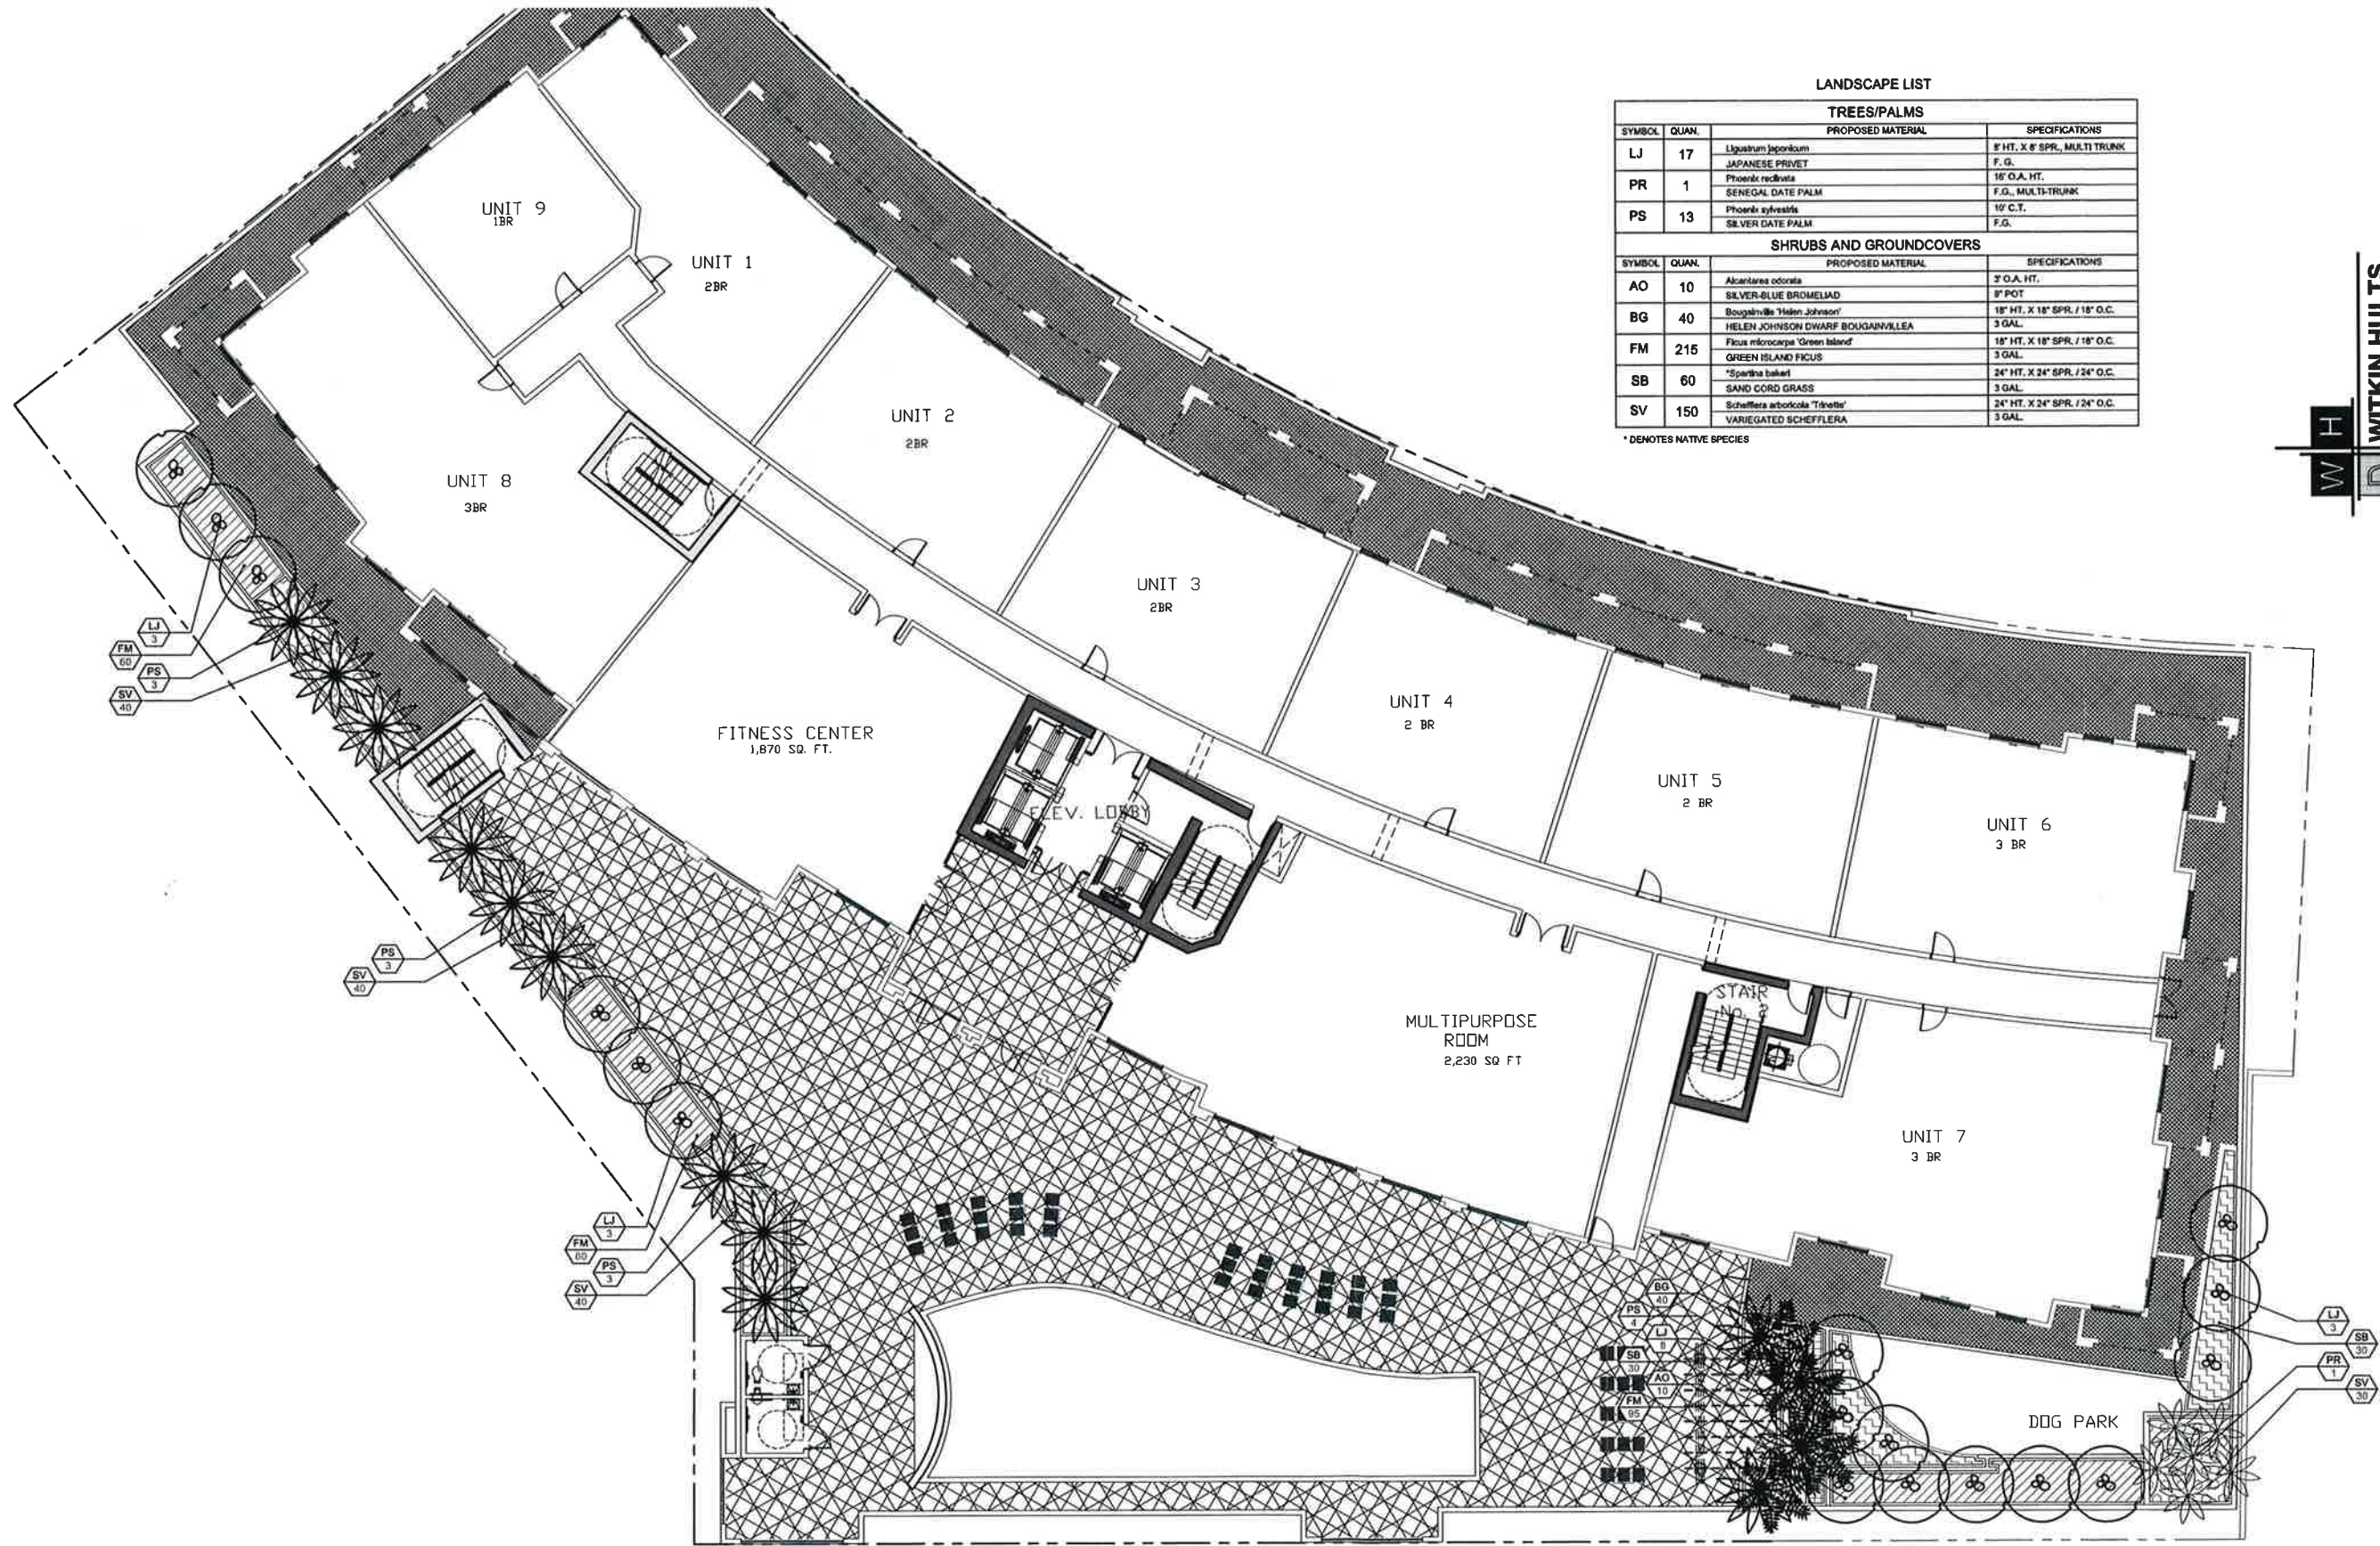 LANDSCAPE LIST
TREES/PALMS
SYMBOL QUAN. PROPOSED MATERIAL SPECIFICATIONS
LJ 17 Ligustrum japonicum 8' HT. X 8' SPR., MULTI TRUNK
JAPANESE PRIVET F. G.
PR 1 Phoenix reclinata 16' O.A. HT.
SENEGAL DATE PALM F.G., MULTI-TRUNK
PS 13 Phoenix sylvestris 10' C.T.
SILVER DATE PALM F.G.
SHRUBS AND GROUNDCOVERS
SYMBOL QUAN. PROPOSED MATERIAL SPECIFICATIONS
AO 10 Alcantarea odorata 3' O.A. HT.
SILVER-BLUE BROMELIAD 9" POT
BG 40 Bougainville 'Helen Johnson' 18" HT. X 18" SPR. / 18" O.C.
HELEN JOHNSON DWARF BOUGAINVILLEA 3 GAL.
FM 215 Ficus microcarpa 'Green Island' 18" HT. X 18" SPR. / 18" O.C.
GREEN ISLAND FICUS 3 GAL.
SB 60 *Spartina bakeri 24" HT. X 24" SPR. / 24" O.C.
SAND CORD GRASS 3 GAL.
SV 150 Schefflera arboricola 'Trinette' 24" HT. X 24" SPR. / 24" O.C.
VARIEGATED SCHEFFLERA 3 GAL.
* DENOTES NATIVE SPECIES
W H
D
WITKIN HULTS
UNIT 9
1BR
UNIT 1
2BR
UNIT 2
2BR
UNIT 8
3BR
UNIT 3
2BR
UNIT 4
2 BR
FITNESS CENTER
1,870 SQ. FT.
UNIT 5
2 BR
ELEV. LOBBY
UNIT 6
3 BR
STAIR
No. 2
MULTIPURPOSE
ROOM
2,230 SQ FT
UNIT 7
3 BR
DOG PARK
LJ
3
FM
60
PS
3
SV
40
PS
3
SV
40
LJ
3
FM
60
PS
3
SV
40
BG
40
PS
4
LJ
8
SB
30
AO
10
FM
95
LJ
3
SB
30
PR
1
SV
30